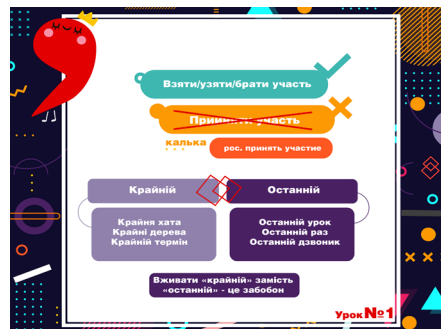 Взяти/узяти/брати участь
Прийняти участь
калька
рос. принять участие
Крайній
Останній
Крайня хата
Крайні дерева
Крайній термін
Останній урок
Останній раз
Останній дзвоник
Вживати «крайній» замість
«останній» - це забобон
Урок №1